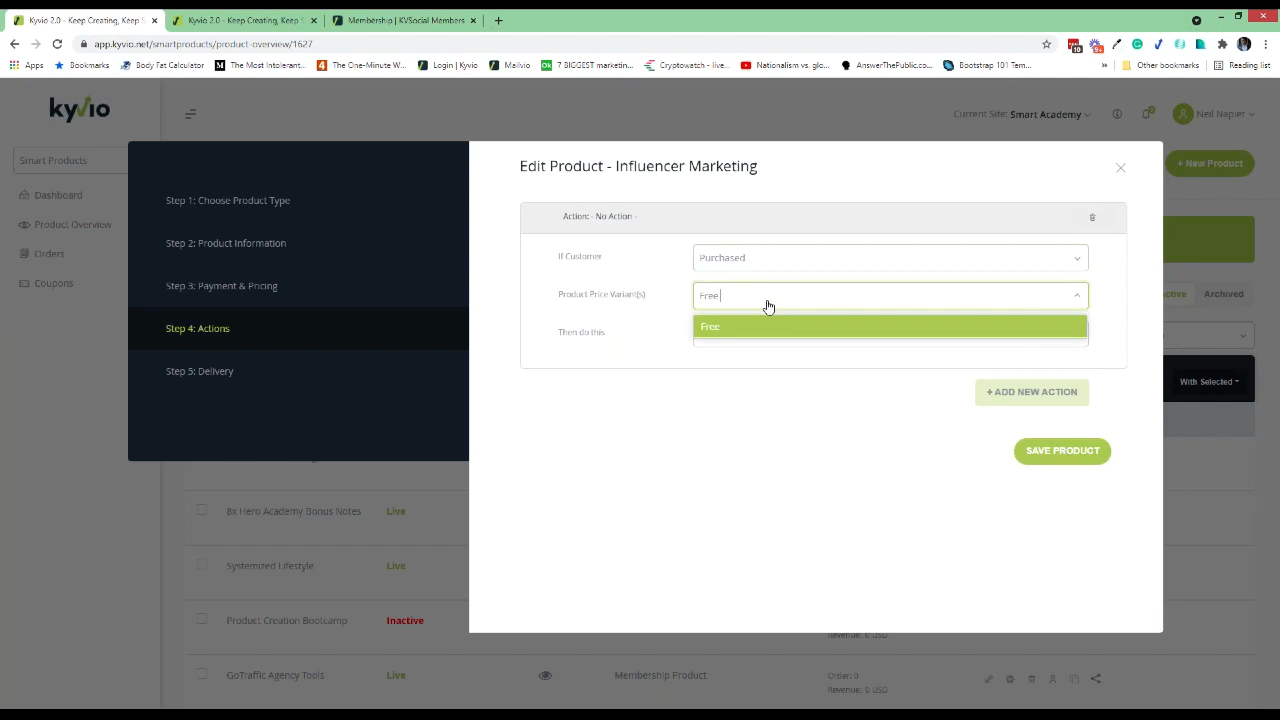 Kyvio 2.0 - Keep Creating, Keep S
Kyvio 2.0 - Keep Creating, Keep S
Membership | KVSocial Members
app.kyvio.net/smartproducts/product-overview/1627
10
9+
Apps
Bookmarks
Body Fat Calculator
The Most Intolerant...
The One-Minute W...
Login | Kyvio
Mailvio
7 BIGGEST marketin...
Cryptowatch - live...
Nationalism vs. glo...
AnswerThePublic.co...
Bootstrap 101 Tem...
Other bookmarks
Reading list
kyvio
Current Site: Smart Academy
Neil Napier
Smart Products
+ New Product
Dashboard
Product Overview
Orders
Coupons
Step 1: Choose Product Type
Step 2: Product Information
Step 3: Payment & Pricing
Step 4: Actions
Step 5: Delivery
Edit Product - Influencer Marketing
Action: - No Action -
If Customer
Purchased
Product Price Variant(s)
Free
Free
Then do this
+ ADD NEW ACTION
SAVE PRODUCT
Archived
With Selected
8x Hero Academy Bonus Notes
Live
Systemized Lifestyle
Live
Product Creation Bootcamp
Inactive
Revenue: 0 USD
GoTraffic Agency Tools
Live
Membership Product
Order: 0
Revenue: 0 USD